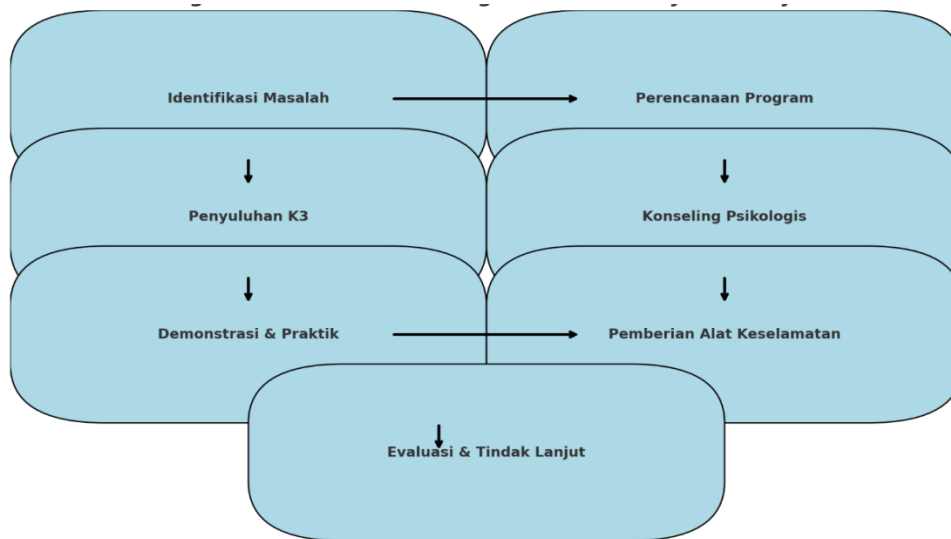 Identifikasi Masalah
Perencanaan Program
Penyuluhan K3
Konseling Psikologis
Demonstrasi & Praktik
Pemberian Alat Keselamatan
Evaluasi & Tindak Lanjut